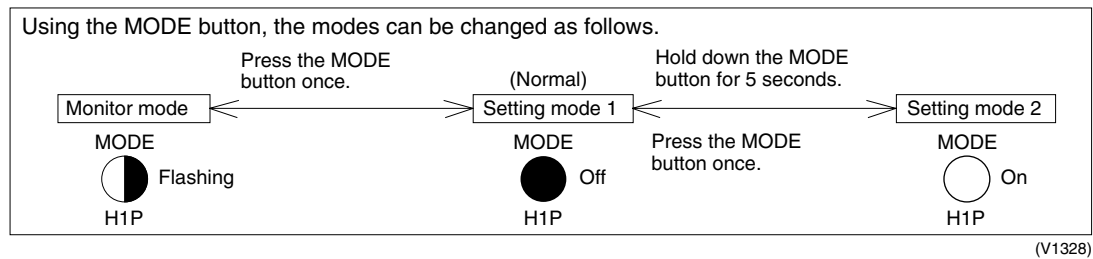 Using the MODE button, the modes can be changed as follows.
Press the MODE
button once.
(Normal)
Hold down the MODE
button for 5 seconds.
Monitor mode
Setting mode 1
Setting mode 2
Press the MODE
button once.
MODE
Flashing
H1P
MODE
Off
H1P
MODE
On
H1P
(V1328)